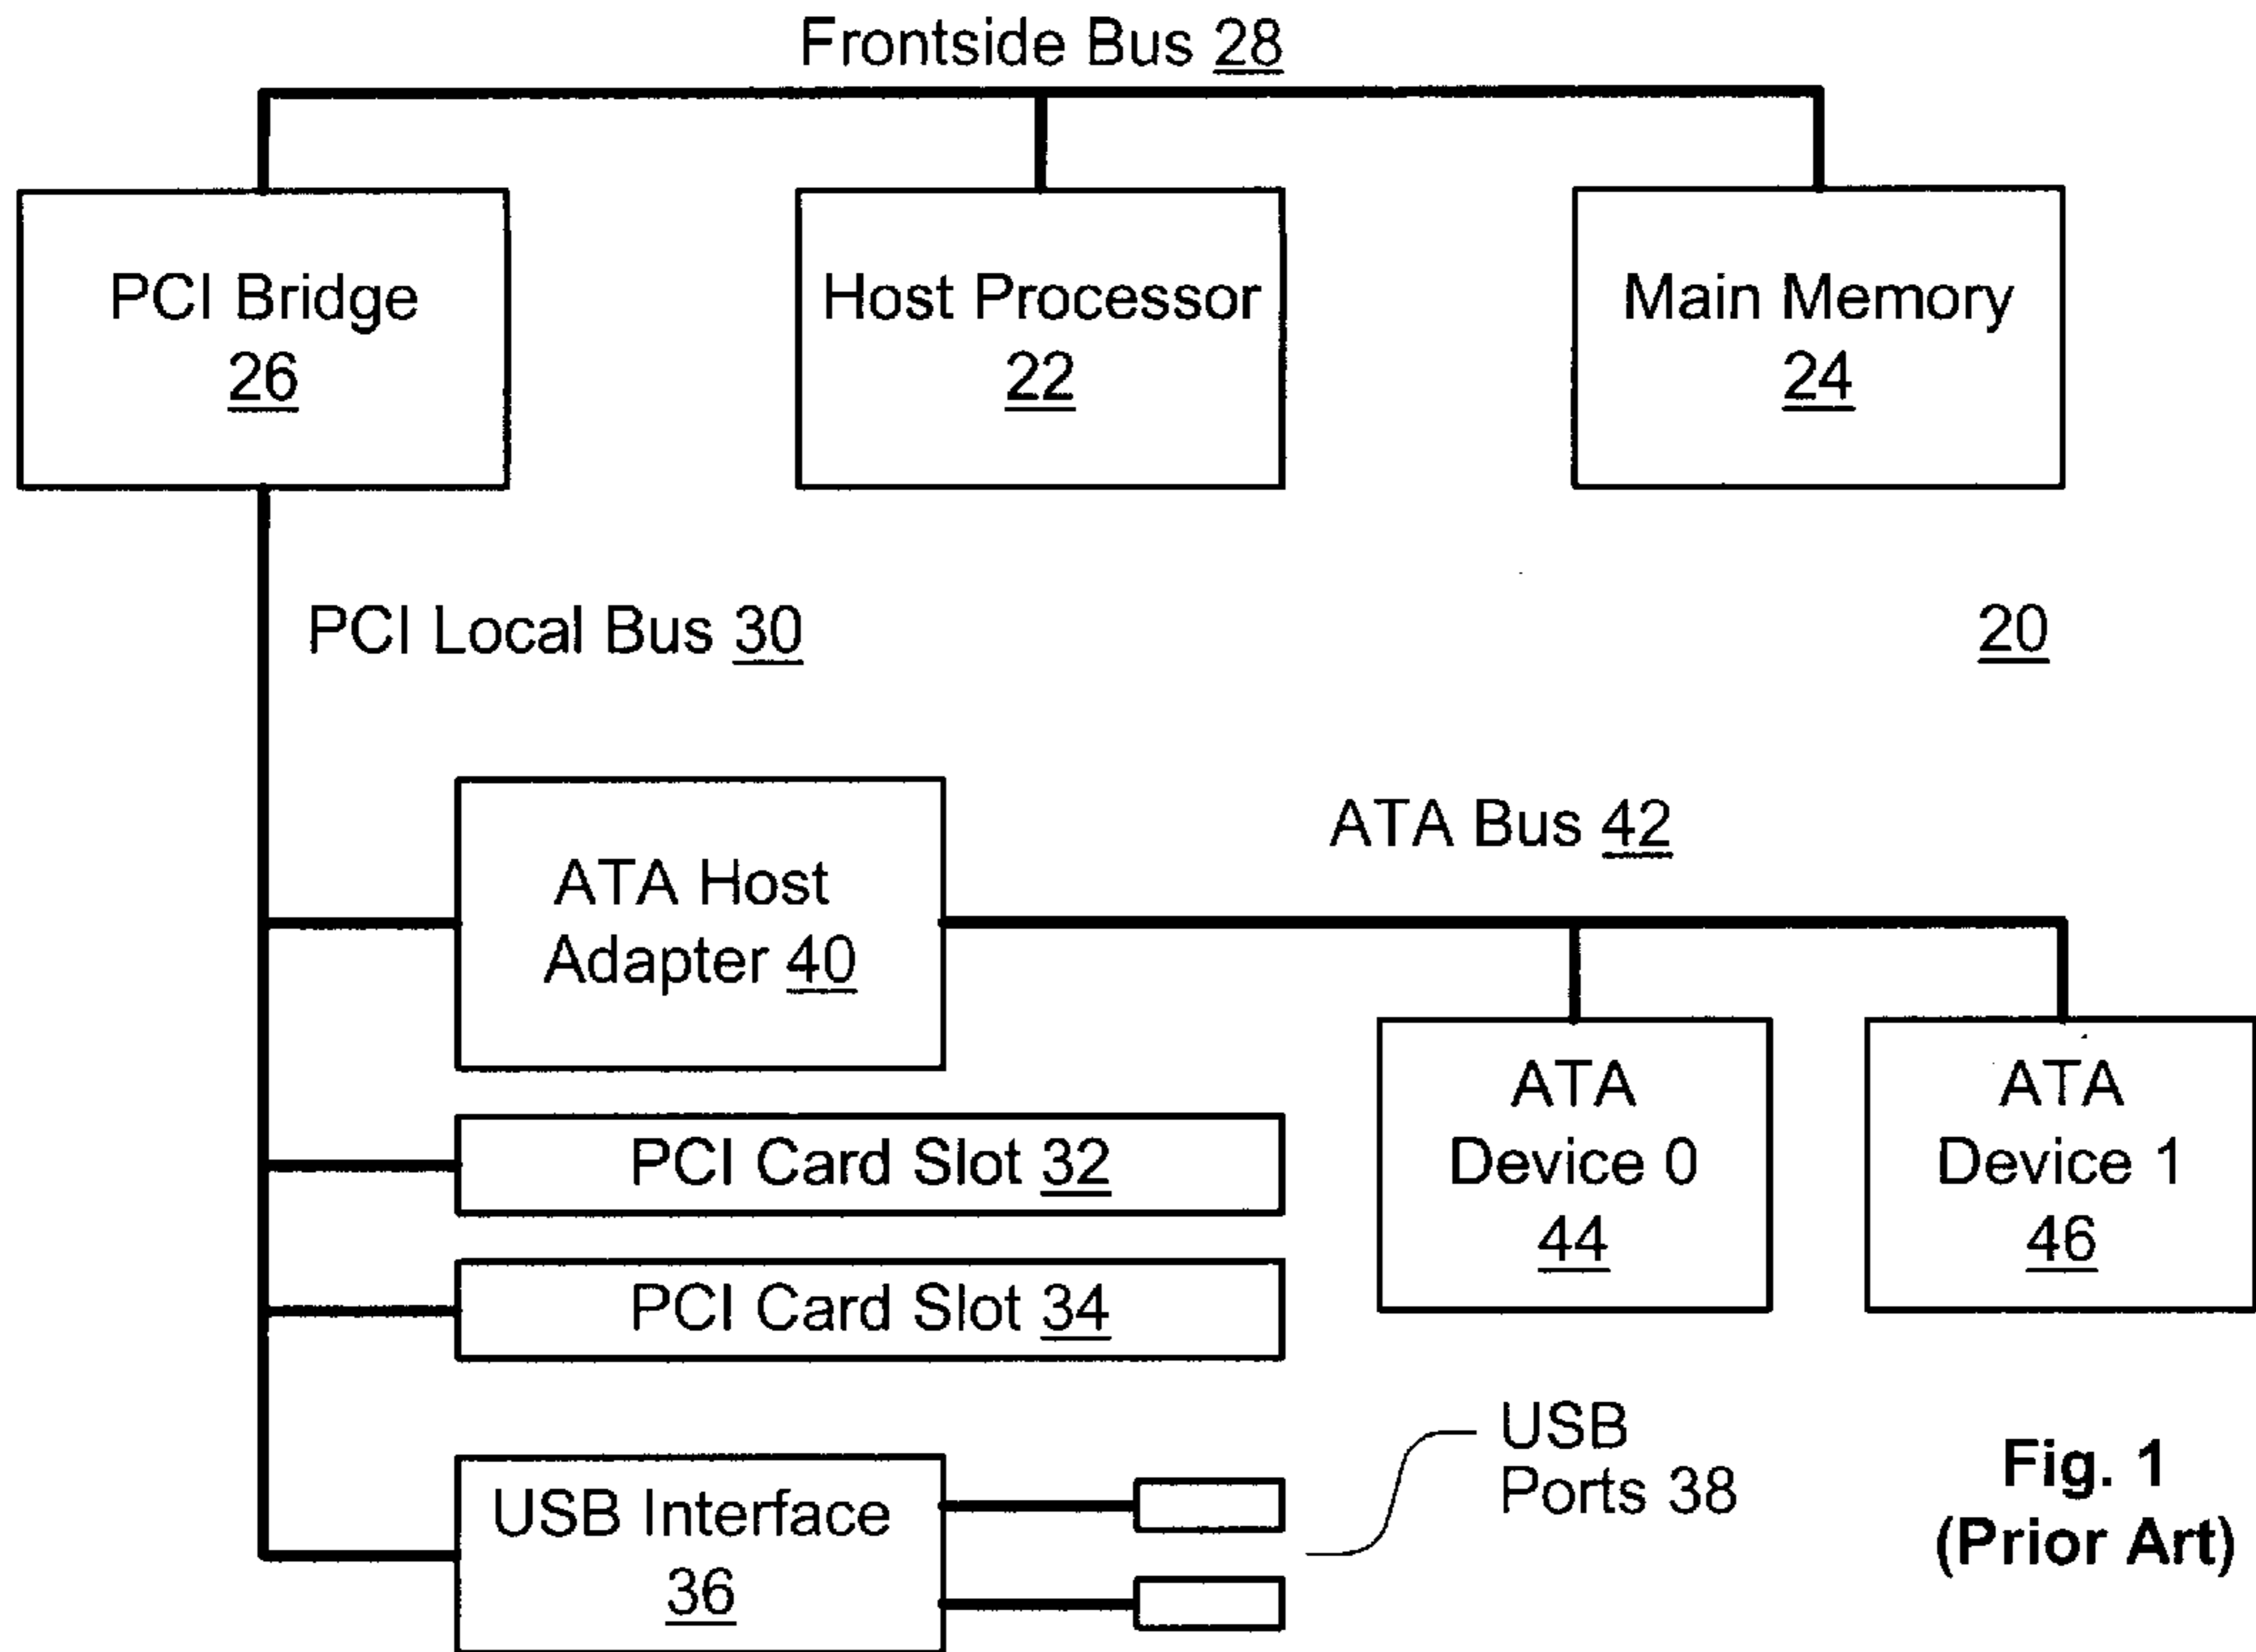 Frontside Bus 28
PCI Bridge
26
Host Processor
22
Main Memory
24
PCI Local Bus 30
20
ATA Host
Adapter 40
ATA Bus 42
ATA
Device 0
44
ATA
Device 1
46
PCI Card Slot 32
PCI Card Slot 34
USB Interface
36
USB
Ports 38
Fig. 1
(Prior Art)